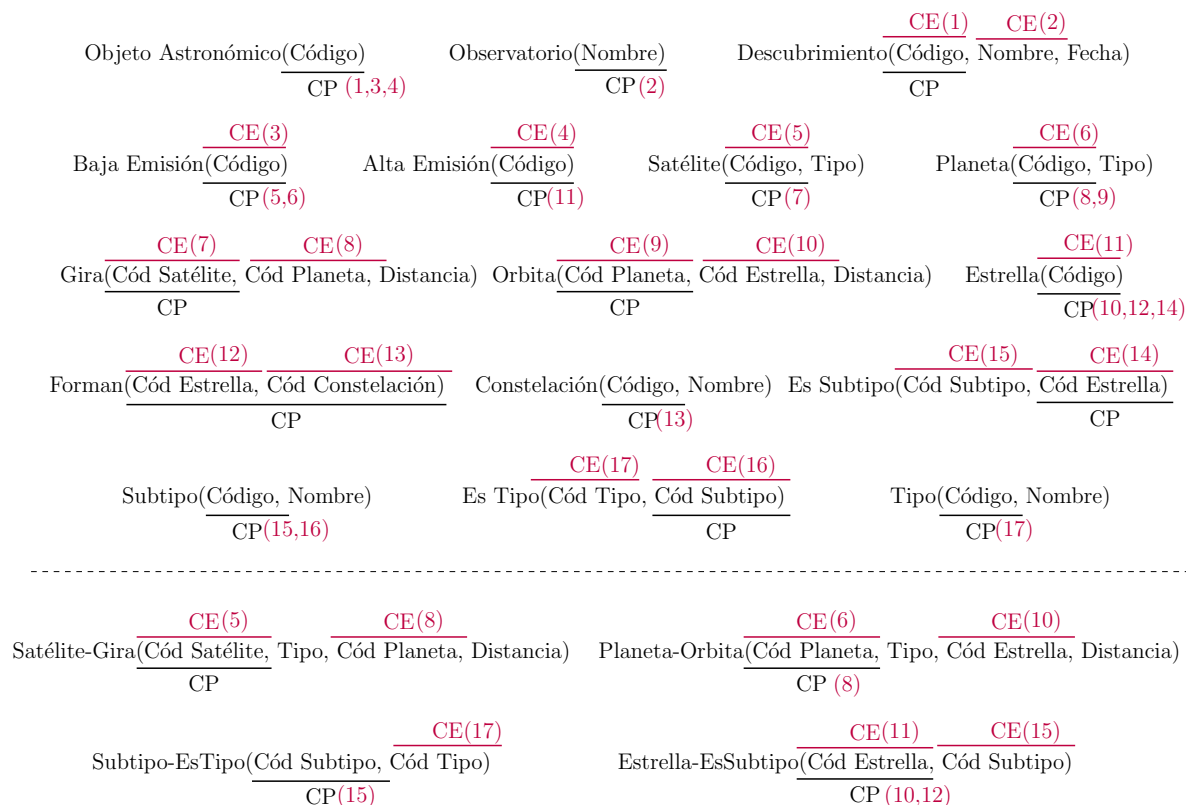 CE(1) CE(2)
Objeto Astronómico(Código) Observatorio(Nombre) Descubrimiento(Código, Nombre, Fecha)
CP (1,3,4) CP(2) CP
CE(3) CE(4) CE(5) CE(6)
Baja Emisión(Código) Alta Emisión(Código) Satélite(Código, Tipo) Planeta(Código, Tipo)
CP(5,6) CP(11) CP(7) CP(8,9)
CE(7) CE(8) CE(9) CE(10) CE(11)
Gira(Cód Satélite, Cód Planeta, Distancia) Orbita(Cód Planeta, Cód Estrella, Distancia) Estrella(Código)
CP CP CP(10,12,14)
CE(12) CE(13) CE(15) CE(14)
Forman(Cód Estrella, Cód Constelación) Constelación(Código, Nombre) Es Subtipo(Cód Subtipo, Cód Estrella)
CP CP(13) CP
CE(17) CE(16)
Subtipo(Código, Nombre) Es Tipo(Cód Tipo, Cód Subtipo) Tipo(Código, Nombre)
CP(15,16) CP CP(17)
CE(5) CE(8) CE(6) CE(10)
Satélite-Gira(Cód Satélite, Tipo, Cód Planeta, Distancia) Planeta-Orbita(Cód Planeta, Tipo, Cód Estrella, Distancia)
CP CP (8)
CE(17) CE(11) CE(15)
Subtipo-EsTipo(Cód Subtipo, Cód Tipo) Estrella-EsSubtipo(Cód Estrella, Cód Subtipo)
CP(15) CP (10,12)